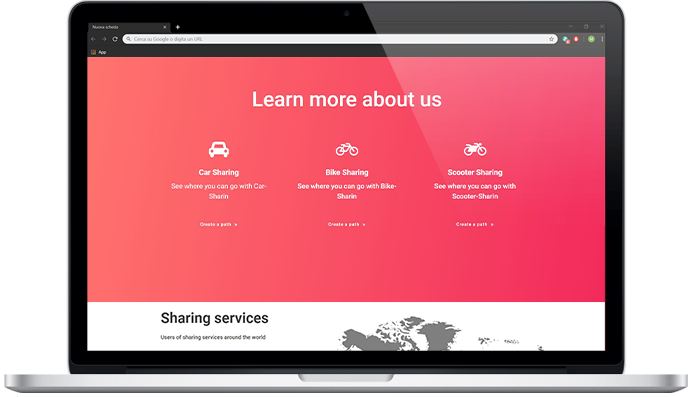 Nuova scheda
Cerca su Google o digita un URL
M
App
Learn more about us
Car Sharing
See where you can go with Car-
Sharin
Create a path »
Bike Sharing
See where you can go with Bike-
Sharin
Create a path »
Scooter Sharing
See where you can go with
Scooter-Sharin
Create a path »
Sharing services
Users of sharing services around the world